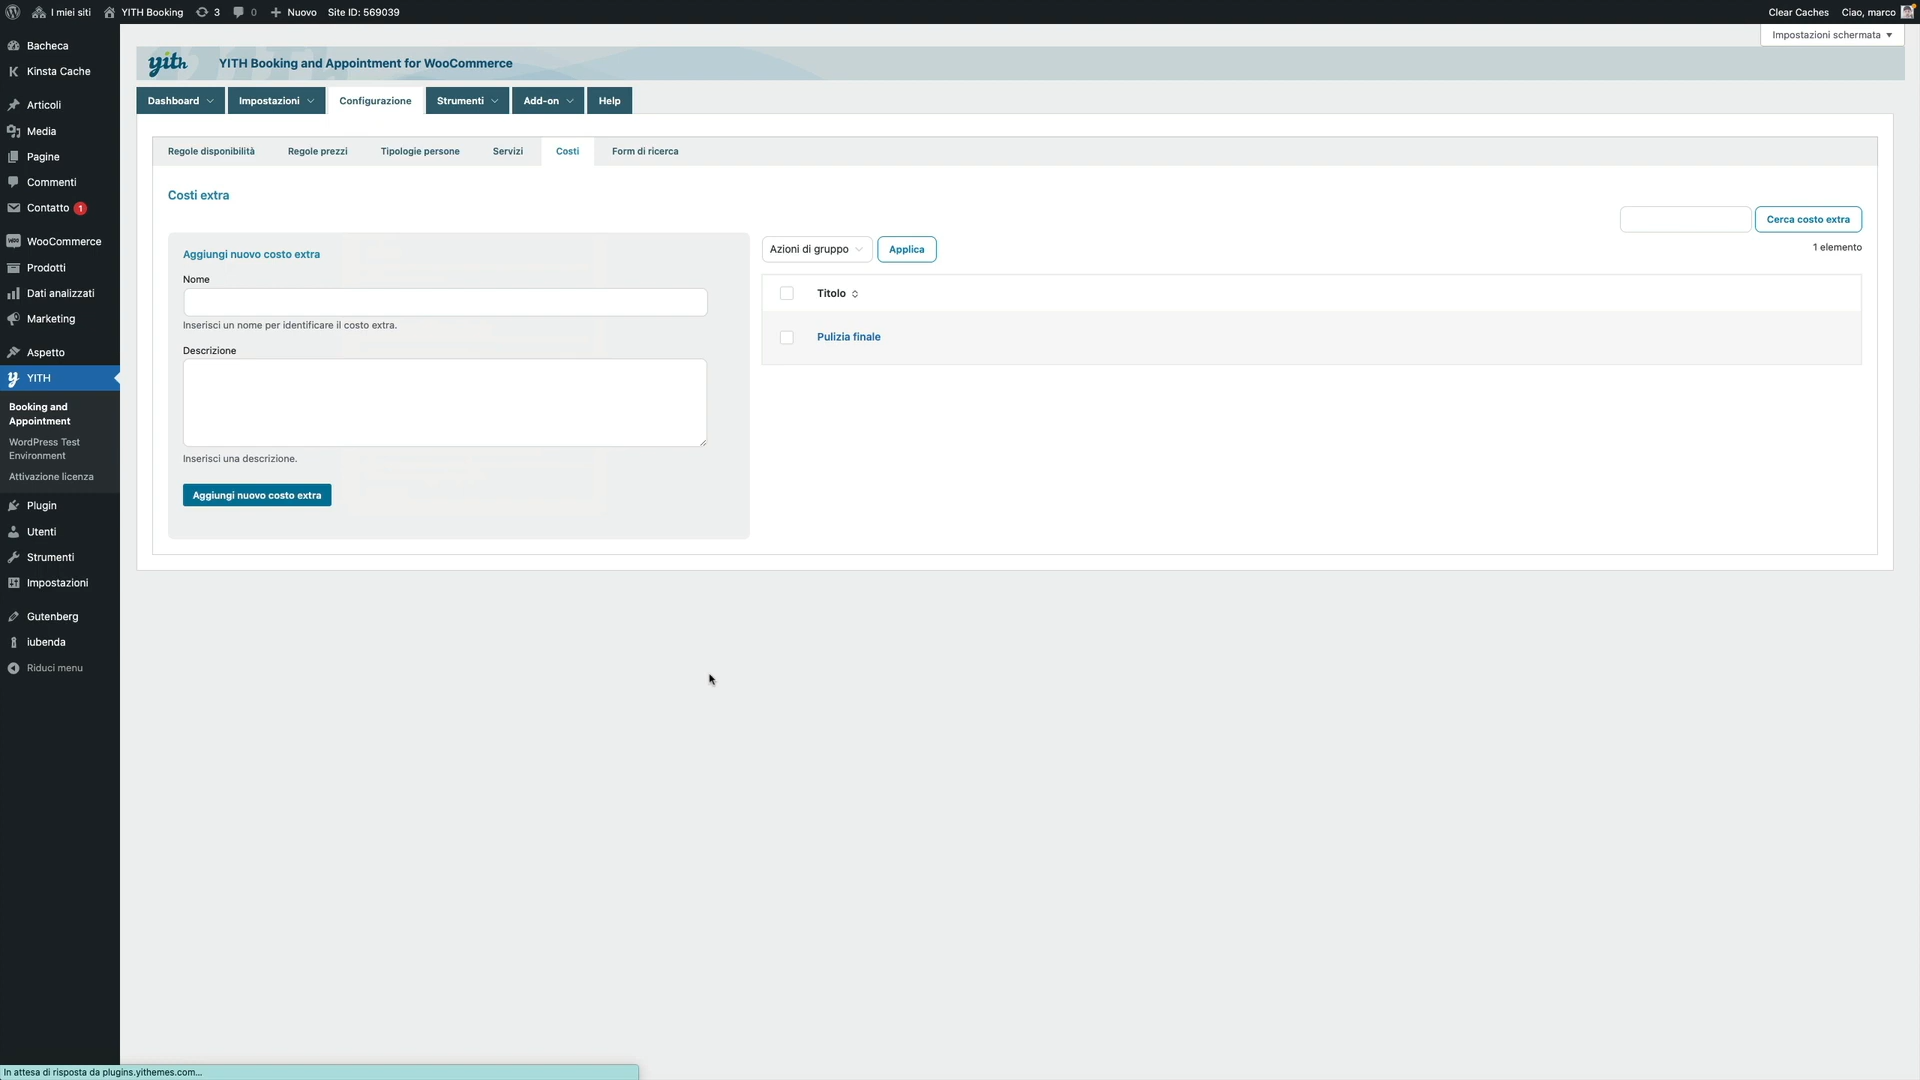 I miei siti
YITH Booking
3
0
Nuovo
Site ID: 569039
Clear Caches
Ciao, marco
Impostazioni schermata
Bacheca
Kinsta Cache
Articoli
Media
Pagine
Commenti
Contatto 1
WooCommerce
Prodotti
Dati analizzati
Marketing
Aspetto
YITH
Booking and
Appointment
WordPress Test
Environment
Attivazione licenza
Plugin
Utenti
Strumenti
Impostazioni
Gutenberg
iubenda
Riduci menu
yith
YITH Booking and Appointment for WooCommerce
Dashboard
Impostazioni
Configurazione
Strumenti
Add-on
Help
Regole disponibilità
Regole prezzi
Tipologie persone
Servizi
Costi
Form di ricerca
Costi extra
Cerca costo extra
Aggiungi nuovo costo extra
Nome
Inserisci un nome per identificare il costo extra.
Descrizione
Inserisci una descrizione.
Aggiungi nuovo costo extra
Azioni di gruppo
Applica
1 elemento
Titolo
Pulizia finale
In attesa di risposta da plugins.yithemes.com...